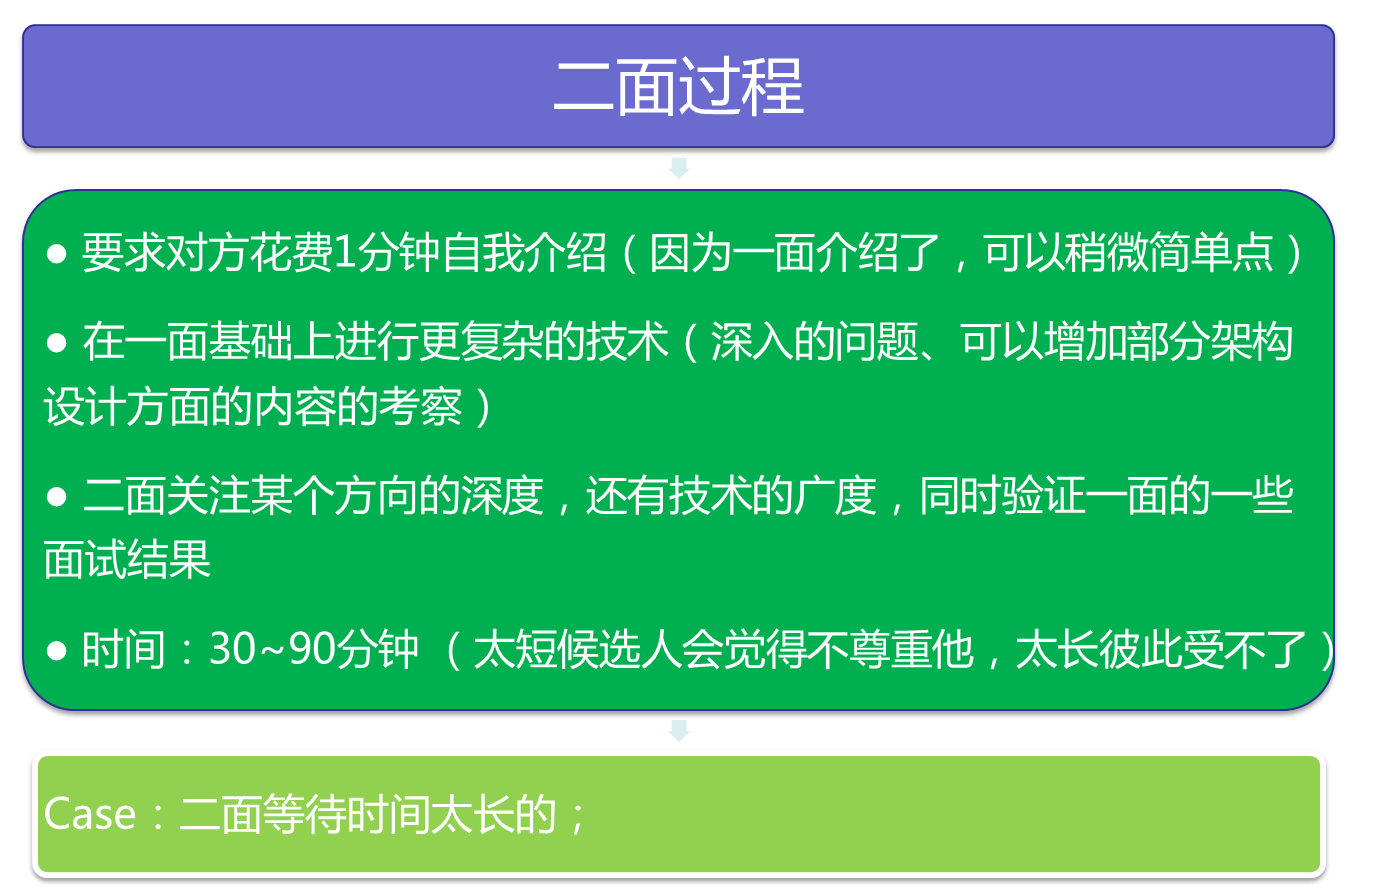 二面过程
● 要求对方花费1分钟自我介绍（因为一面介绍了，可以稍微简单点）
● 在一面基础上进行更复杂的技术（深入的问题、可以增加部分架构
设计方面的内容的考察）
● 二面关注某个方向的深度，还有技术的广度，同时验证一面的一些
面试结果
● 时间：30~90分钟 （太短候选人会觉得不尊重他，太长彼此受不了）
Case：二面等待时间太长的；